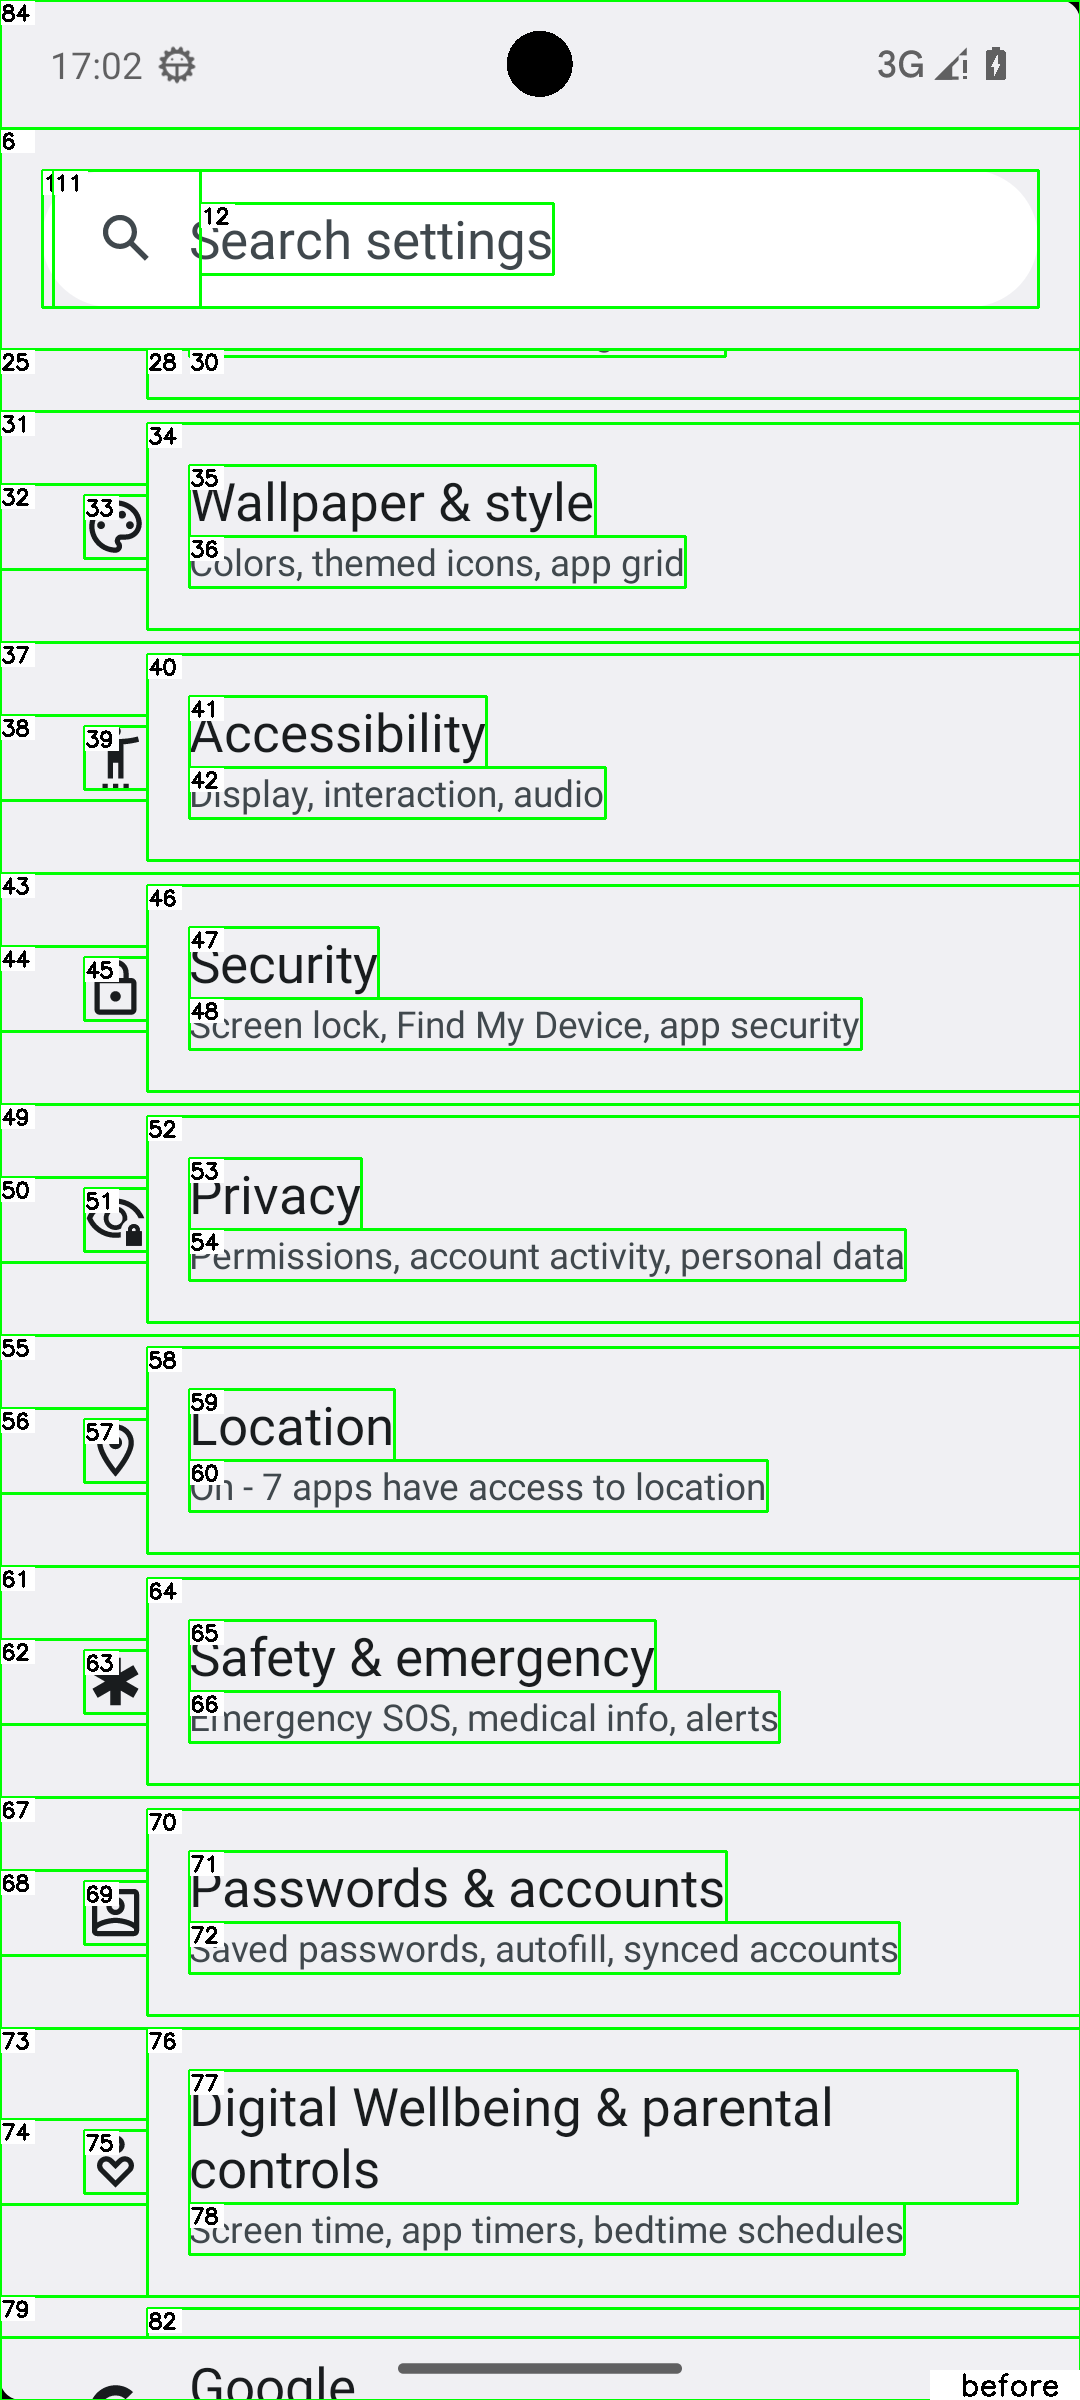 84
17:02
3G
6
111
12
Search settings
25
28
30
31
34
35
Wallpaper & style
32
33
36
Colors, themed icons, app grid
37
40
41
Accessibility
38
39
42
Display, interaction, audio
43
46
47
Security
44
45
48
Screen lock, Find My Device, app security
49
52
53
Privacy
50
51
54
Permissions, account activity, personal data
55
58
59
Location
56
57
60
On - 7 apps have access to location
61
64
65
Safety & emergency
62
63
66
Emergency SOS, medical info, alerts
67
70
71
Passwords & accounts
68
69
72
Saved passwords, autofill, synced accounts
73
76
77
Digital Wellbeing & parental
controls
74
75
78
Screen time, app timers, bedtime schedules
79
82
Google
before